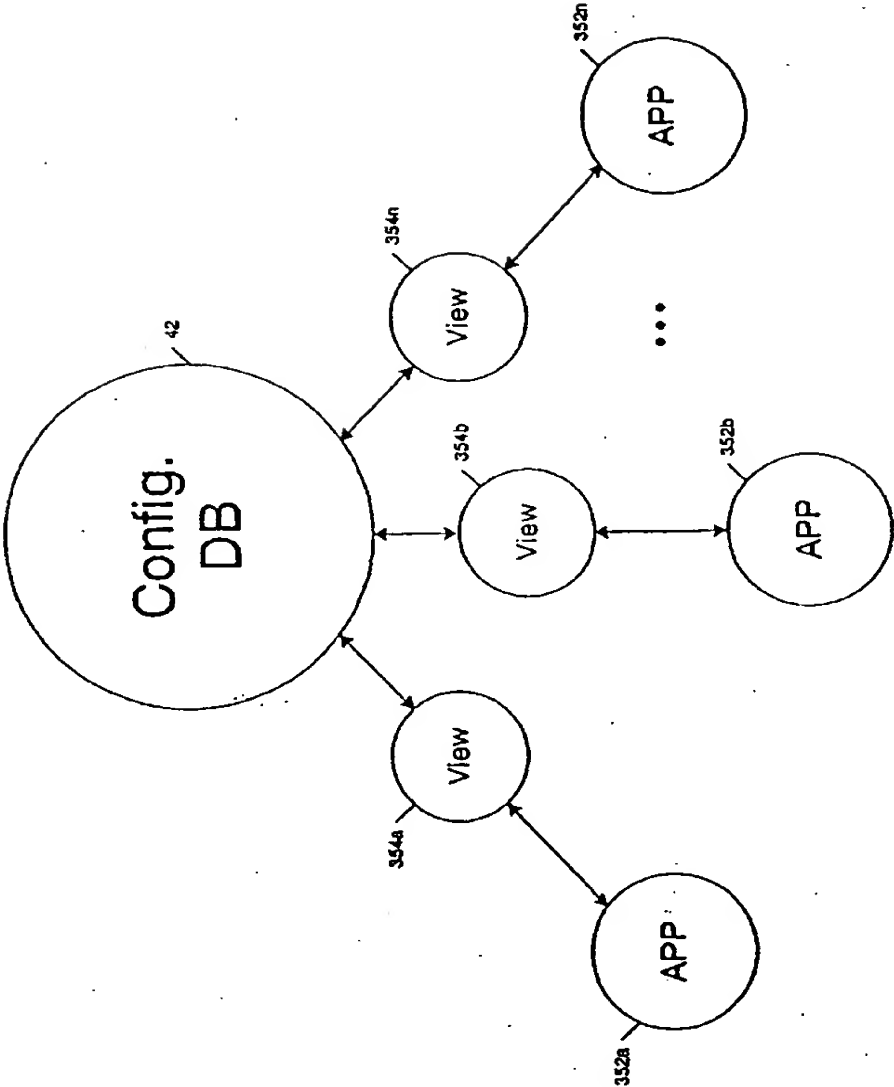 42
Config.
DB
354a
View
354b
View
354n
View
352a
APP
352b
APP
...
352n
APP